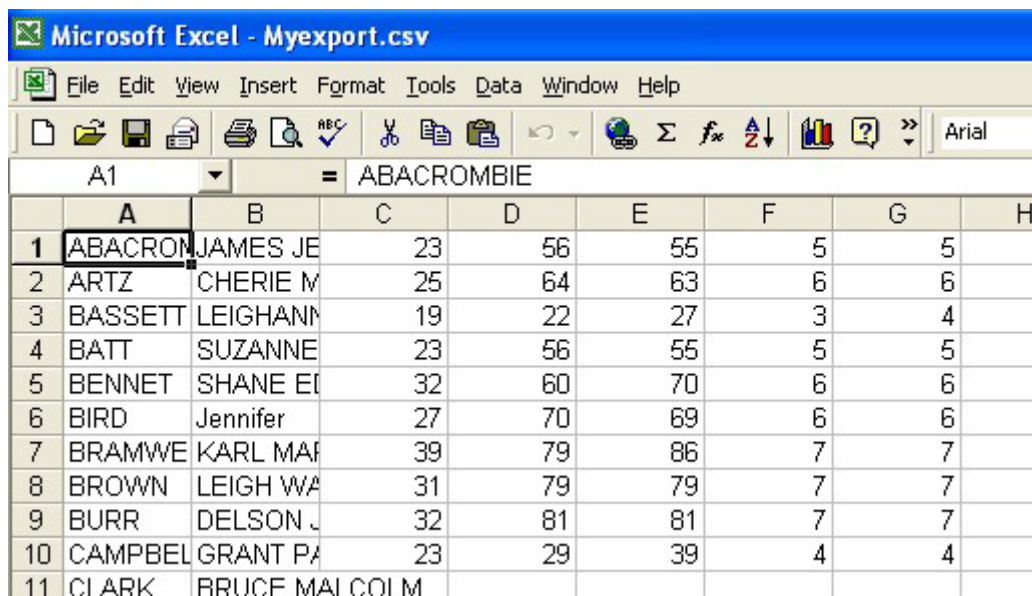 Microsoft Excel - Myexport.csv
File Edit View Insert Format Tools Data Window Help
ABC Σ fx A Z ? » Arial
A1 = ABACROMBIE
A B C D E F G H
1 ABACRON JAMES JE 23 56 55 5 5
2 ARTZ CHERIE M 25 64 63 6 6
3 BASSETT LEIGHANN 19 22 27 3 4
4 BATT SUZANNE 23 56 55 5 5
5 BENNET SHANE ED 32 60 70 6 6
6 BIRD Jennifer 27 70 69 6 6
7 BRAMWE KARL MAR 39 79 86 7 7
8 BROWN LEIGH WA 31 79 79 7 7
9 BURR DELSON J 32 81 81 7 7
10 CAMPBEL GRANT PA 23 29 39 4 4
11 CLARK BRUCE MALCOLM